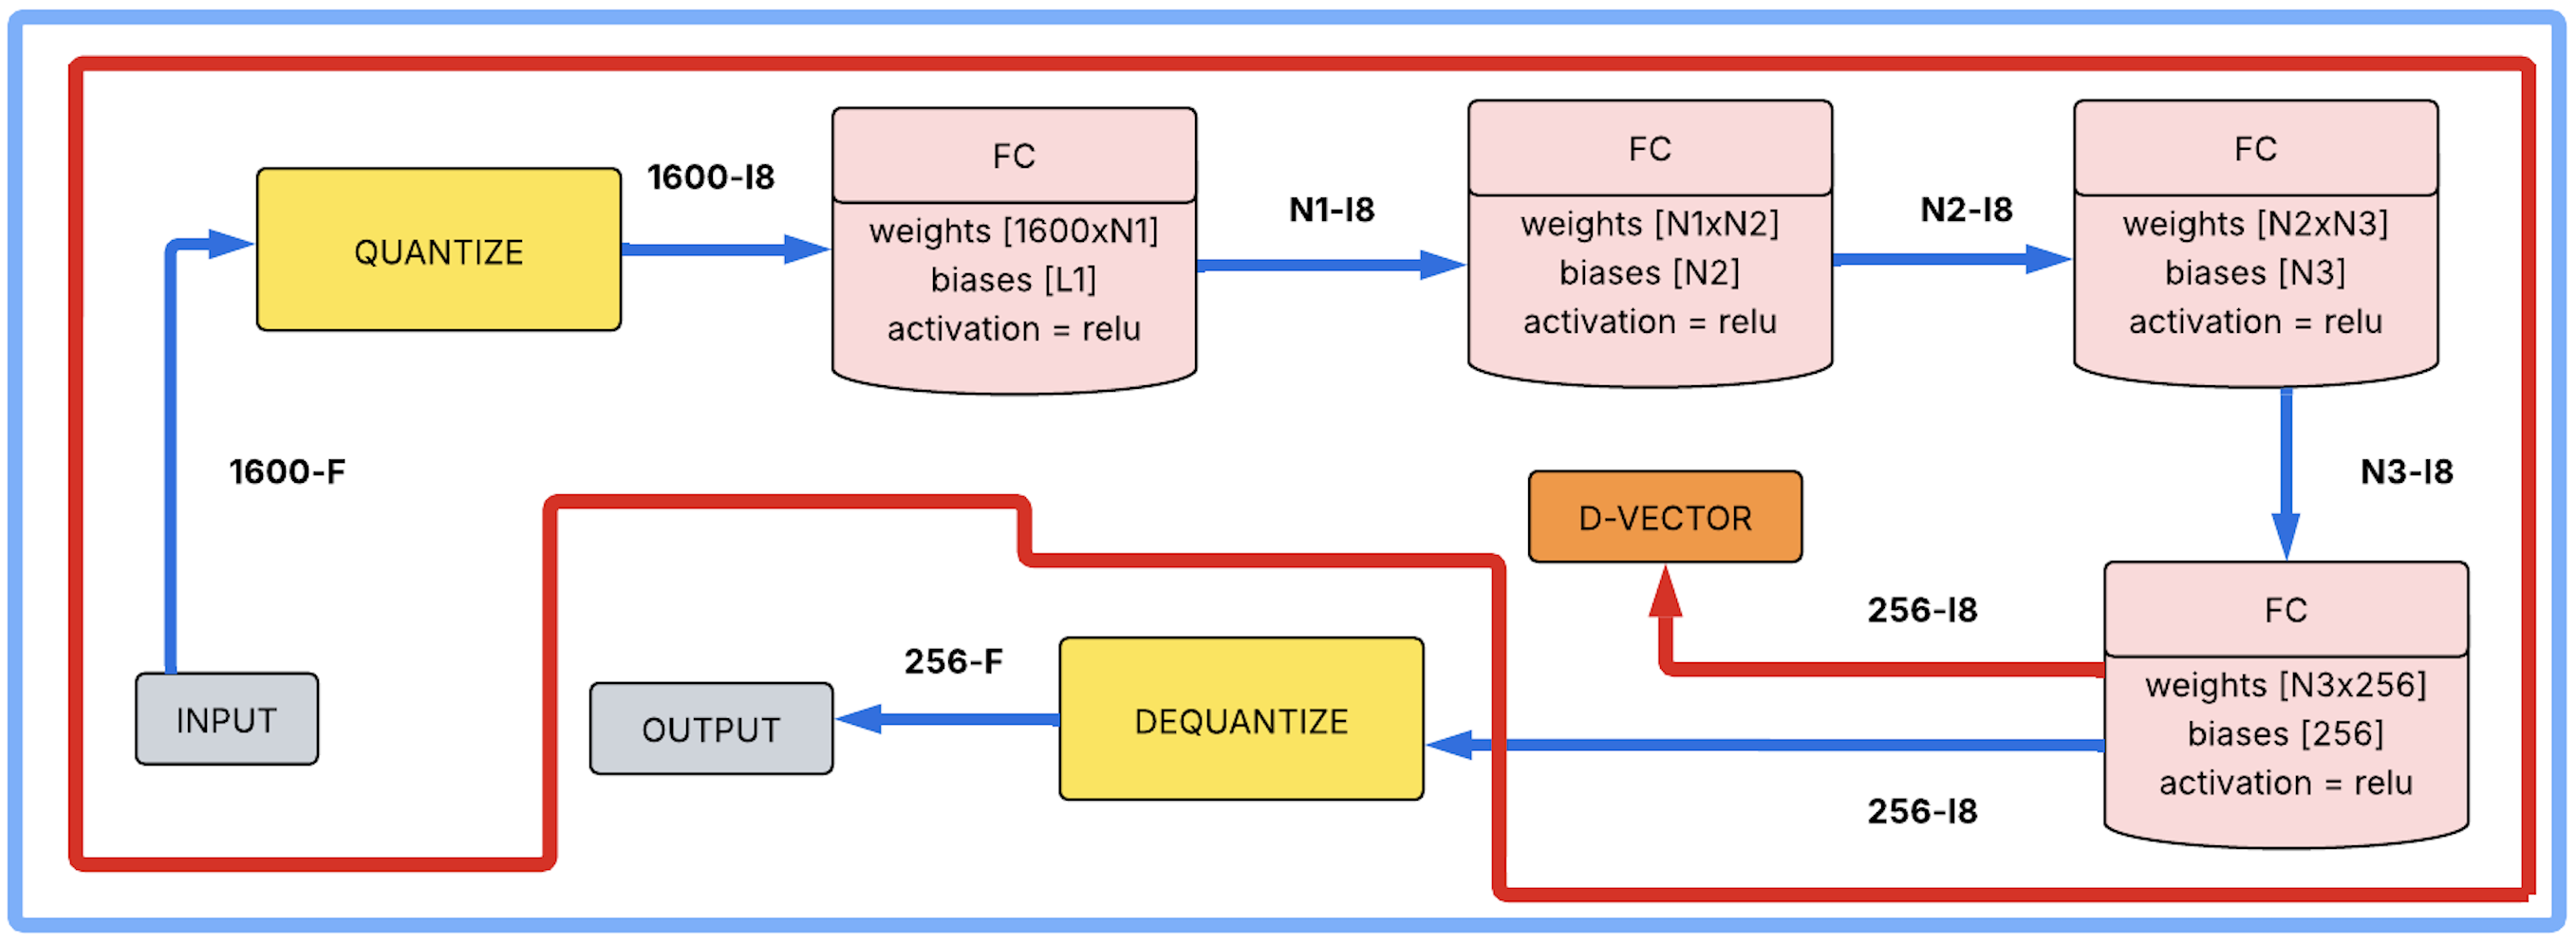 INPUT
1600-F
QUANTIZE
1600-I8
FC
weights [1600xN1]
biases [L1]
activation = relu
N1-I8
FC
weights [N1xN2]
biases [N2]
activation = relu
N2-I8
FC
weights [N2xN3]
biases [N3]
activation = relu
N3-I8
FC
weights [N3x256]
biases [256]
activation = relu
256-I8
D-VECTOR
256-I8
DEQUANTIZE
256-F
OUTPUT